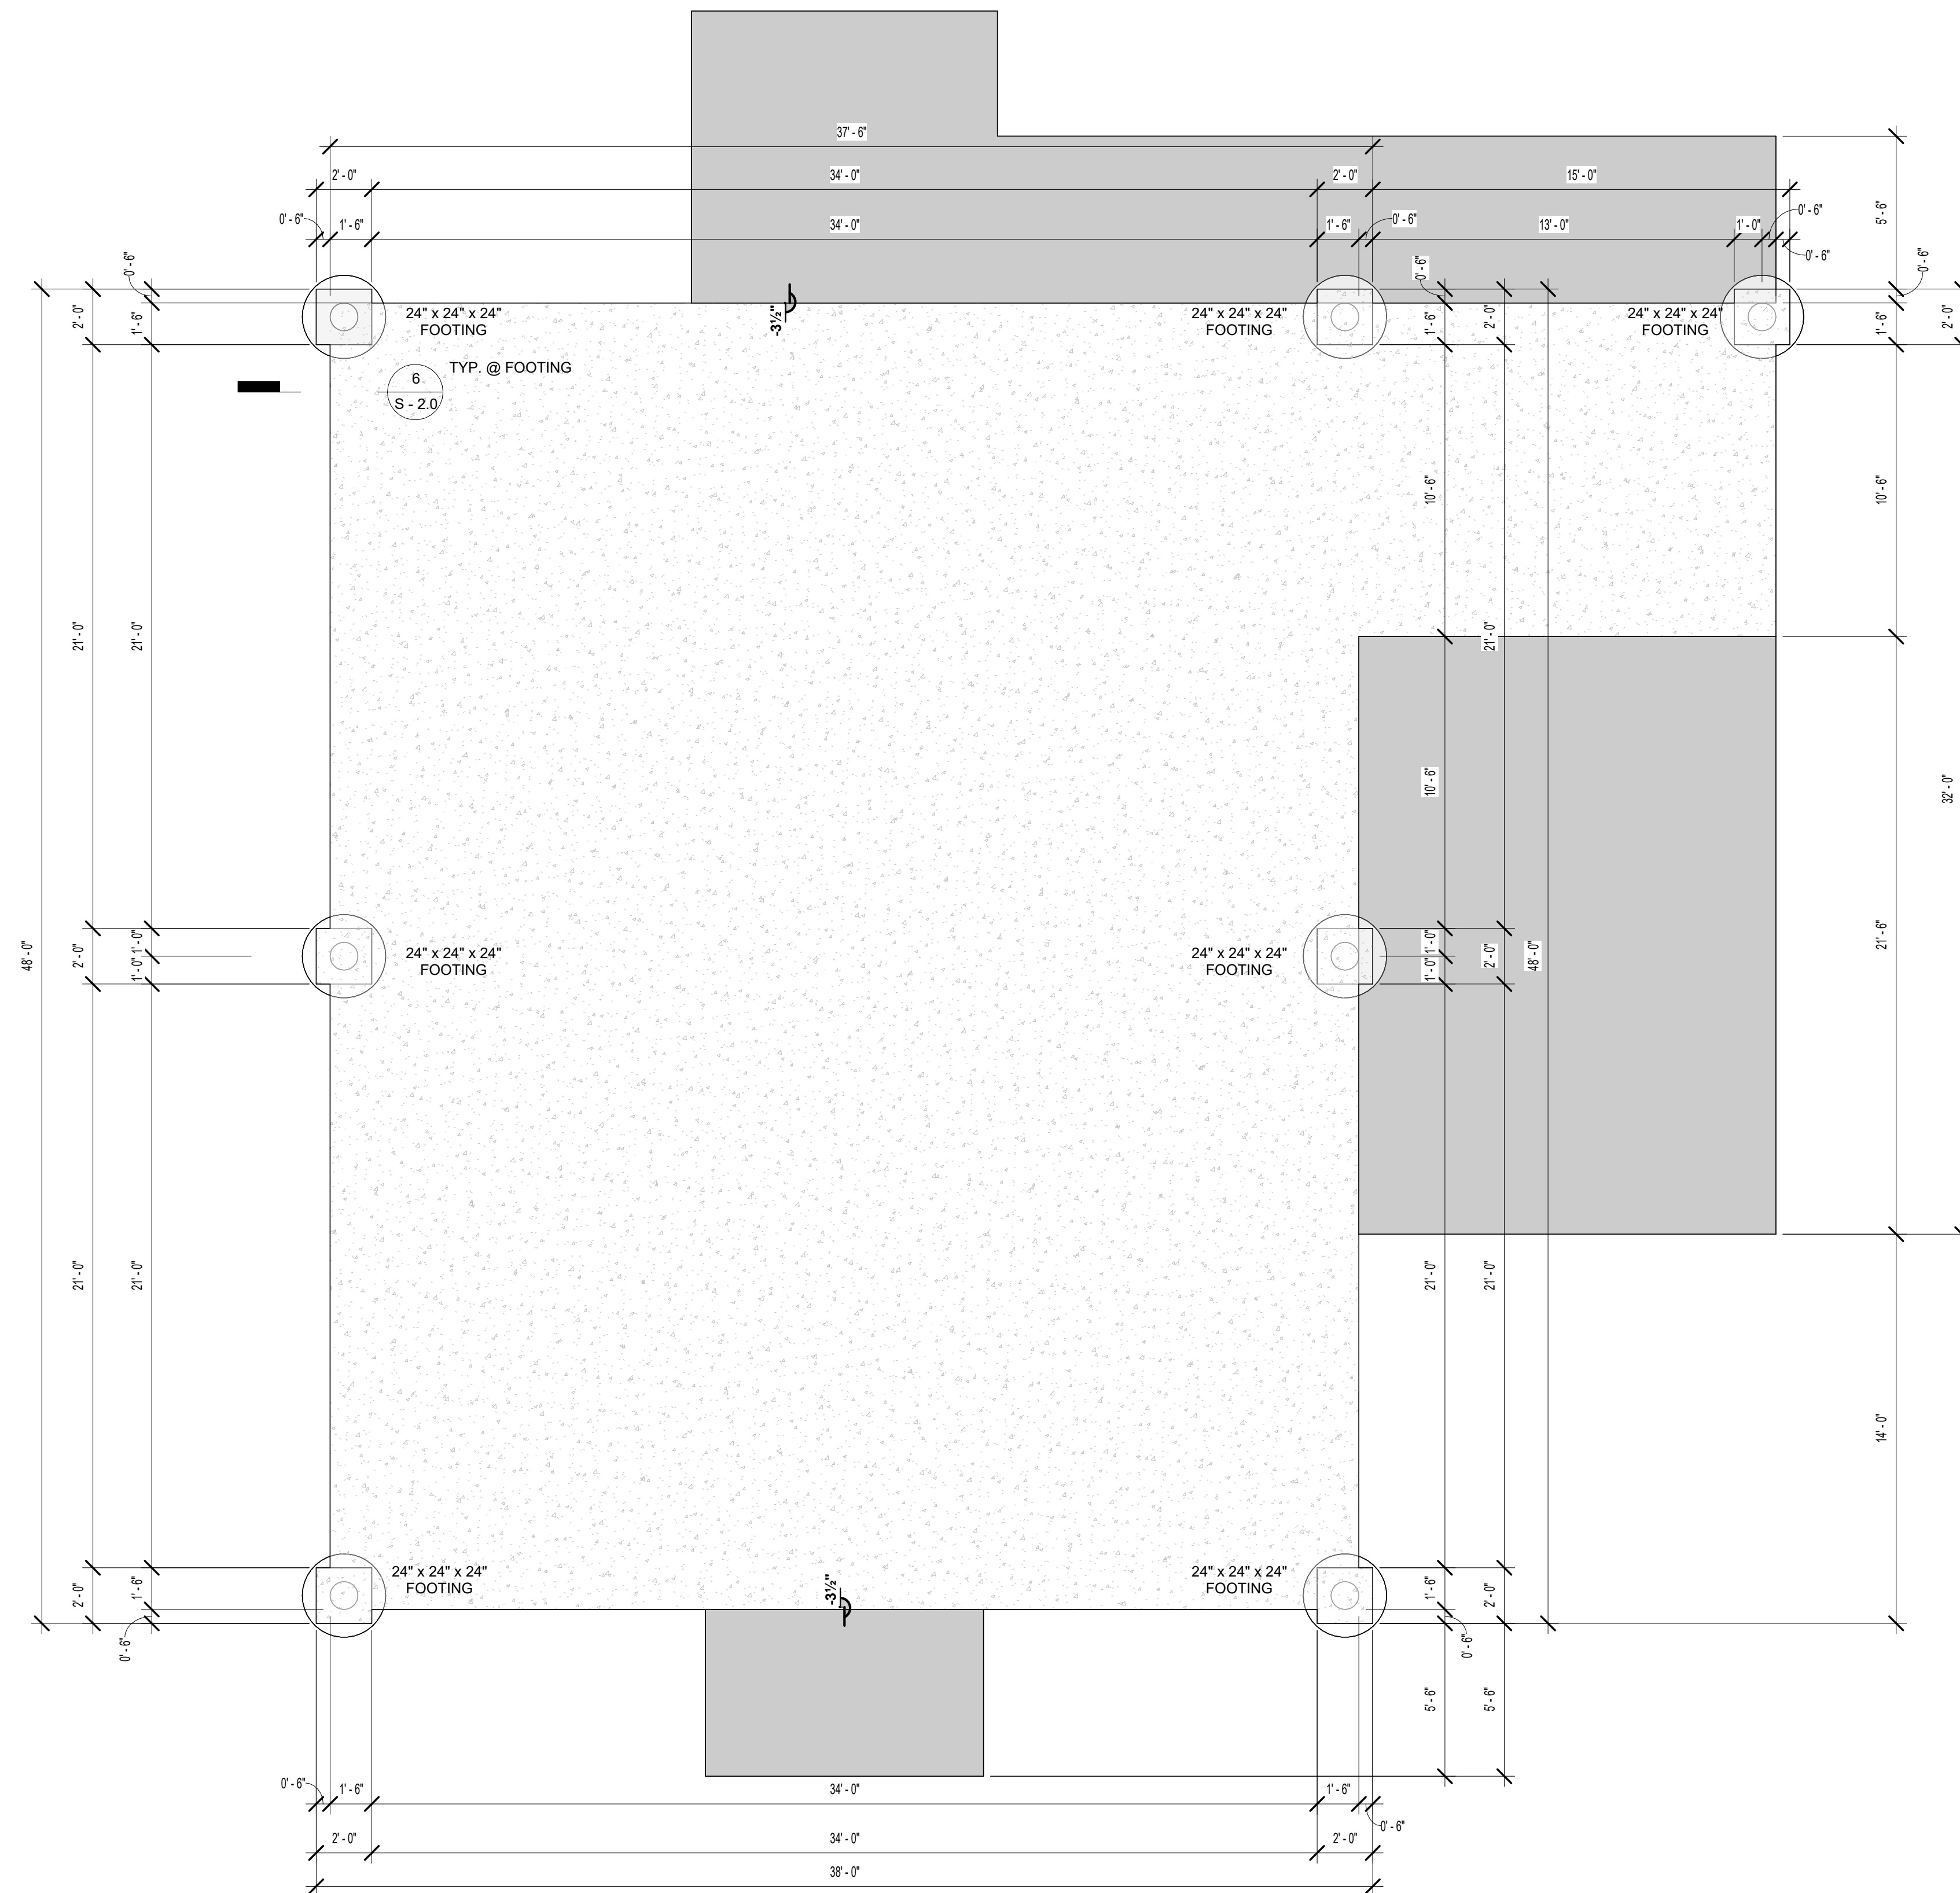 37' - 6"
2' - 0"
34' - 0"
2' - 0"
15' - 0"
0' - 6"
1' - 6"
34' - 0"
1' - 6"
0' - 6"
13' - 0"
1' - 0"
0' - 6"
0' - 6"
5' - 6"
0' - 6"
0' - 6"
0' - 6"
2' - 0"
1' - 6"
24" x 24" x 24"
FOOTING
-3½"
24" x 24" x 24"
FOOTING
1' - 6"
2' - 0"
24" x 24" x 24"
FOOTING
1' - 6"
2' - 0"
TYP. @ FOOTING
6
S - 2.0
10' - 6"
10' - 6"
21' - 0"
21' - 0"
21' - 0"
10' - 6"
32' - 0"
48' - 0"
2' - 0"
1' - 0"
1' - 0"
24" x 24" x 24"
FOOTING
24" x 24" x 24"
FOOTING
1' - 0"
1' - 0"
2' - 0"
48' - 0"
21' - 6"
21' - 0"
21' - 0"
21' - 0"
21' - 0"
14' - 0"
2' - 0"
1' - 6"
0' - 6"
24" x 24" x 24"
FOOTING
-3½"
24" x 24" x 24"
FOOTING
1' - 6"
2' - 0"
0' - 6"
5' - 6"
5' - 6"
0' - 6"
1' - 6"
34' - 0"
1' - 6"
0' - 6"
2' - 0"
34' - 0"
2' - 0"
38' - 0"